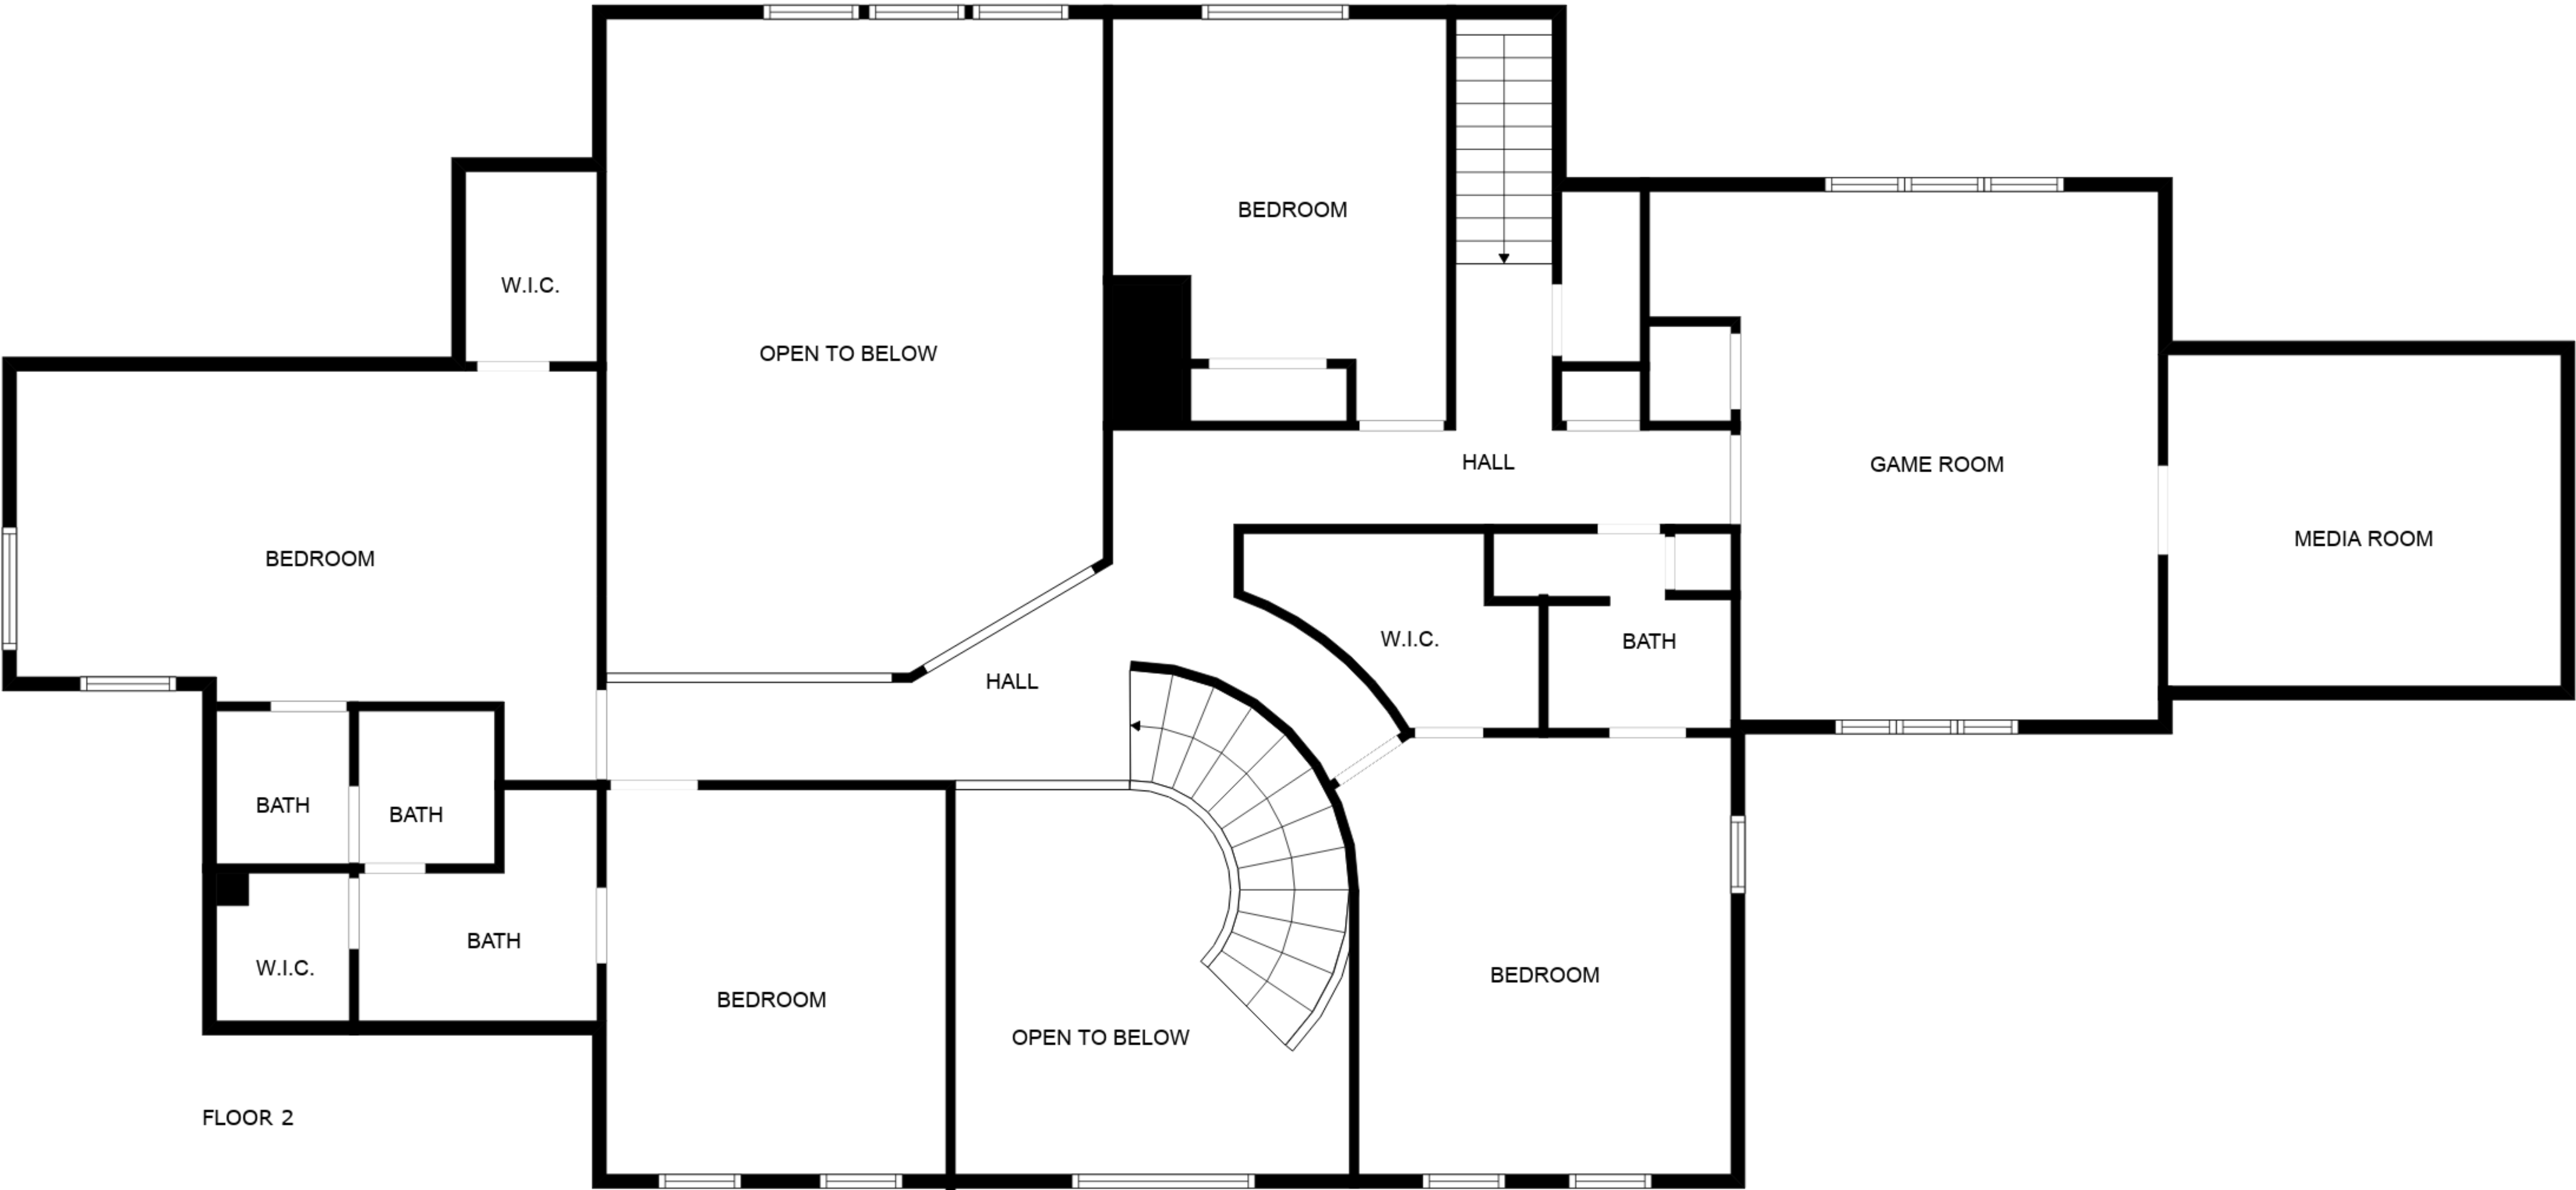 BEDROOM
W.I.C.
OPEN TO BELOW
HALL
GAME ROOM
MEDIA ROOM
BEDROOM
W.I.C.
BATH
HALL
BATH
BATH
BATH
W.I.C.
BEDROOM
BEDROOM
OPEN TO BELOW
FLOOR 2